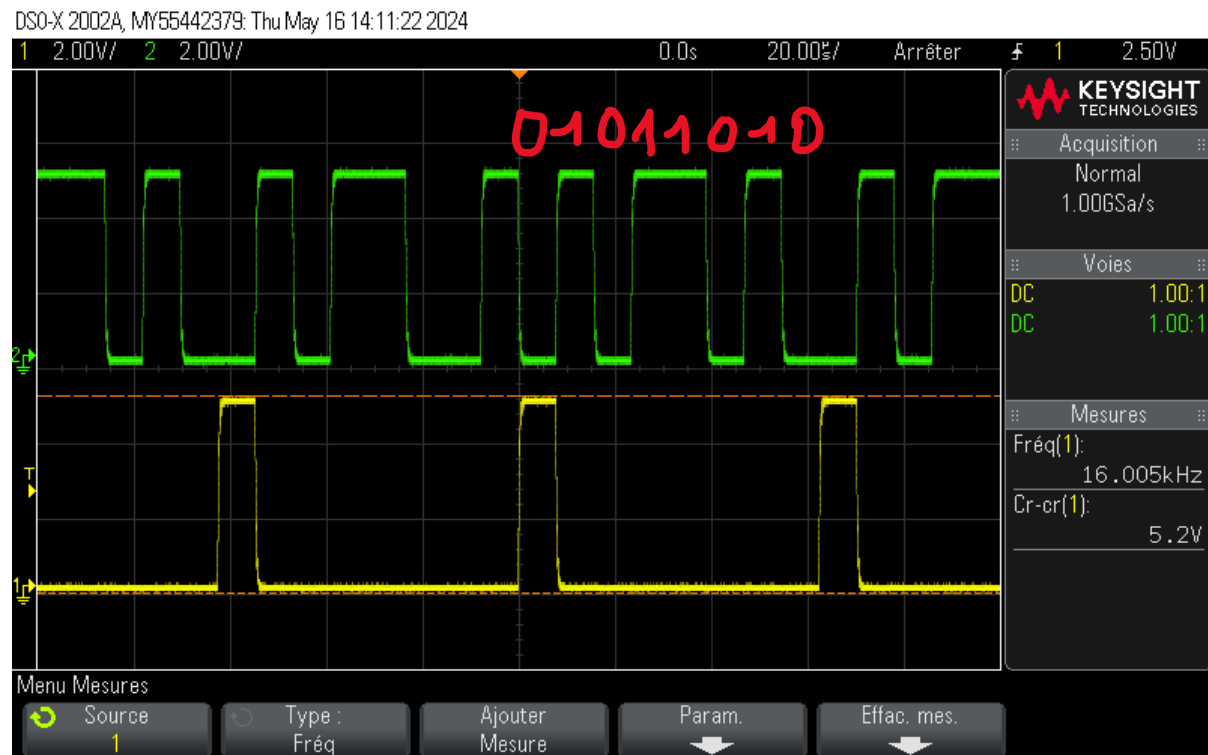 DSO-X 2002A, MY55442379: Thu May 16 14:11:22 2024
1 2.00V/ 2 2.00V/ 0.0s 20.00µs/ Arrêter 1 2.50V
KEYSIGHT
TECHNOLOGIES
01011010
Acquisition
Normal
1.00GSa/s
Voies
DC 1.00:1
DC 1.00:1
2
Mesures
Fréq(1):
16.005kHz
Cr-cr(1):
5.2V
T
1
Menu Mesures
Source
1
Type :
Fréq
Ajouter
Mesure
Param.
Effac. mes.